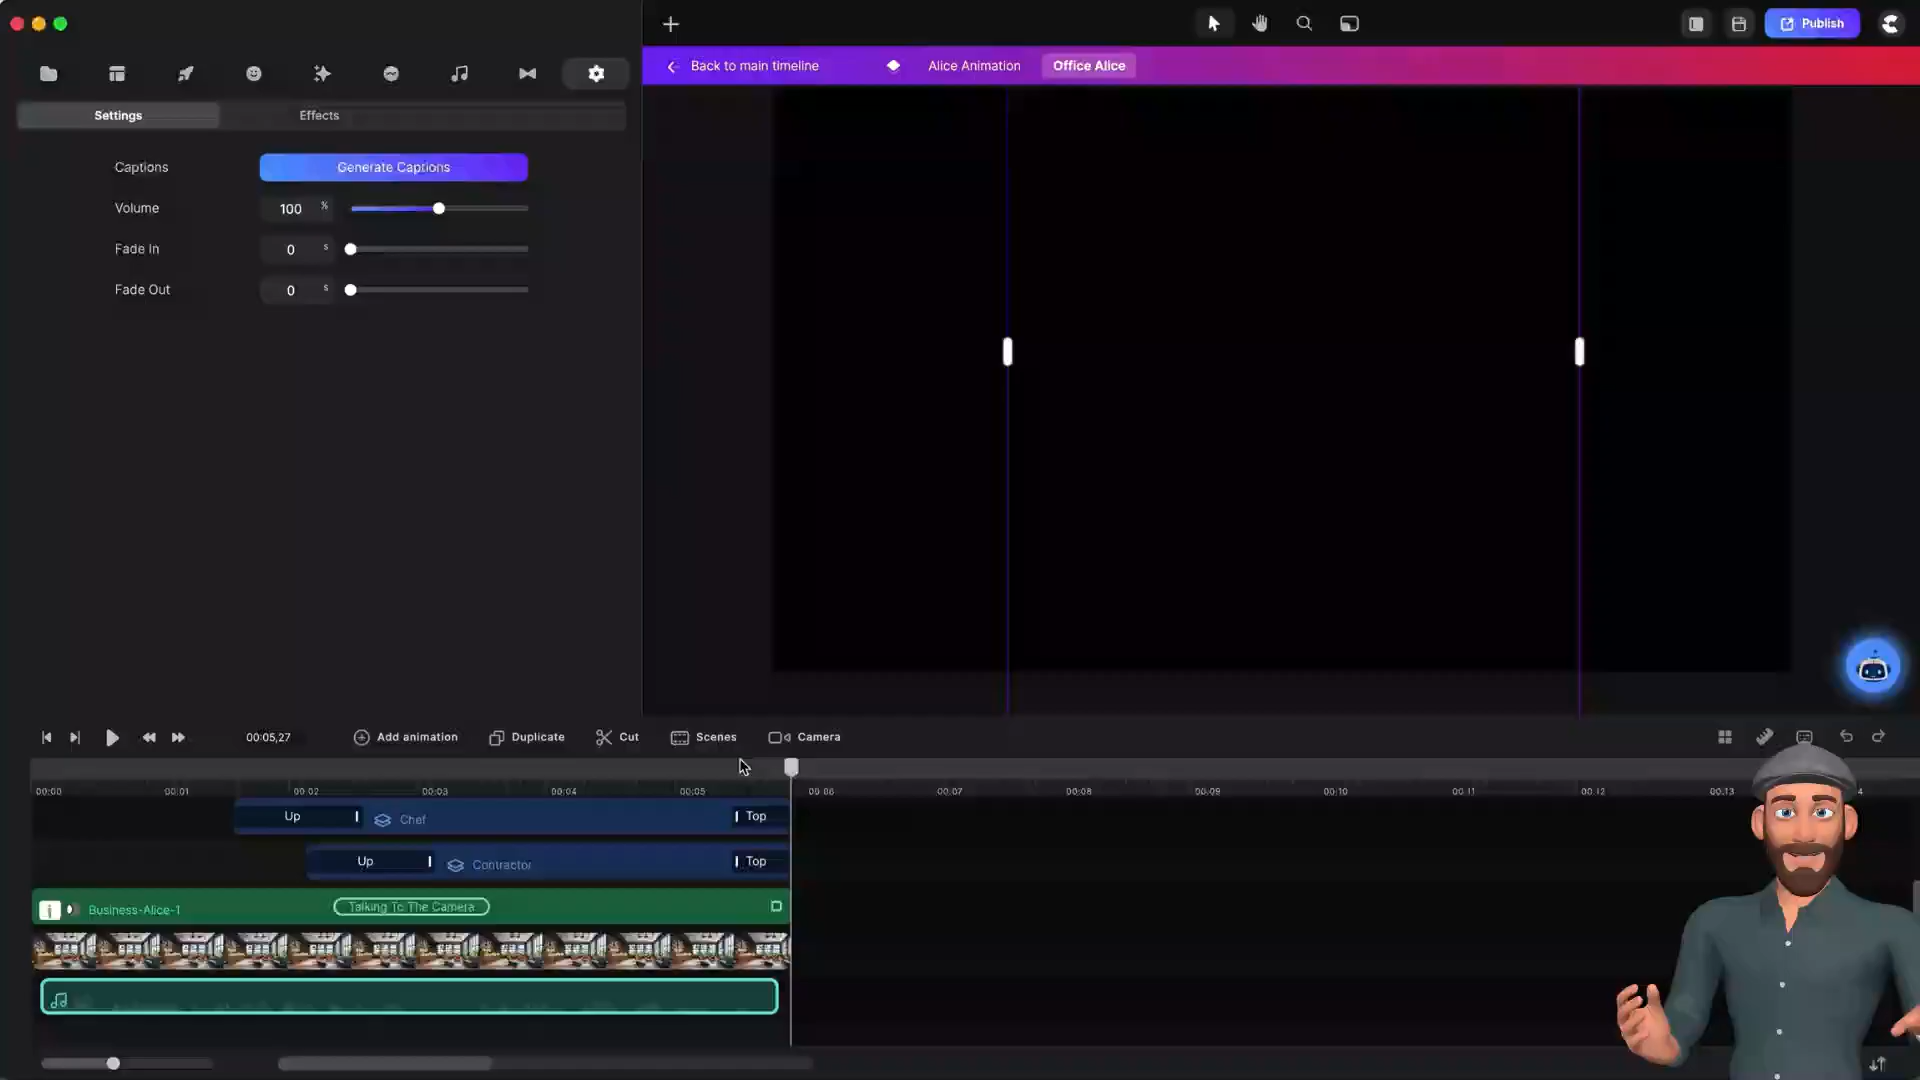 Publish
Back to main timeline
Alice Animation
Office Alice
Settings
Effects
Captions
Generate Captions
Volume
100 %
Fade In
0 s
Fade Out
0 s
00:05,27
Add animation
Duplicate
Cut
Scenes
Camera
00:00 00:01 00:02 00:03 00:04 00:05 00:06 00:07 00:08 00:09 00:10 00:11 00:12 00:13
Up Chef Top
Up Contractor Top
Business-Alice-1 Talking To The Camera